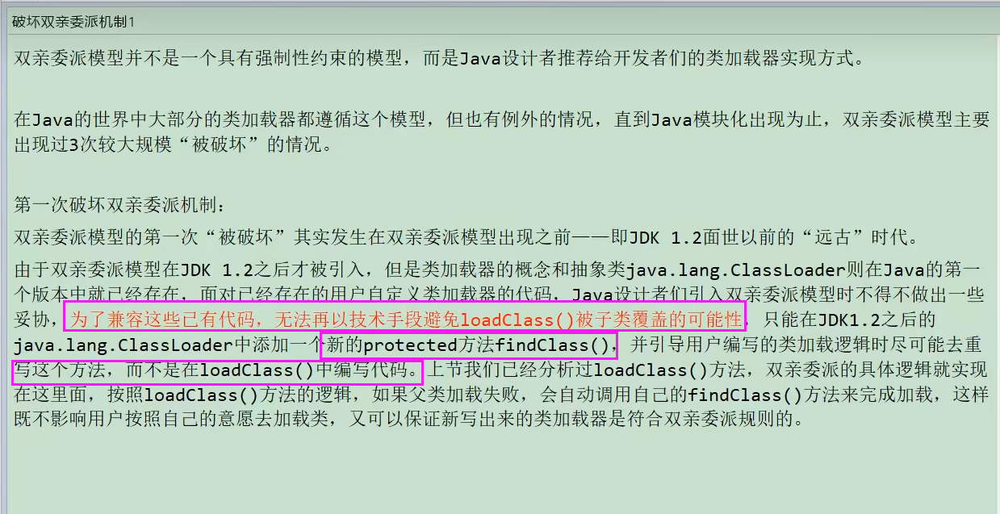 破坏双亲委派机制1
双亲委派模型并不是一个具有强制性约束的模型，而是Java设计者推荐给开发者们的类加载器实现方式。
在Java的世界中大部分的类加载器都遵循这个模型，但也有例外的情况，直到Java模块化出现为止，双亲委派模型主要
出现过3次较大规模“被破坏”的情况。
第一次破坏双亲委派机制：
双亲委派模型的第一次“被破坏”其实发生在双亲委派模型出现之前——即JDK 1.2面世以前的“远古”时代。
由于双亲委派模型在JDK 1.2之后才被引入，但是类加载器的概念和抽象类java.lang.ClassLoader则在Java的第一
个版本中就已经存在，面对已经存在的用户自定义类加载器的代码，Java设计者们引入双亲委派模型时不得不做出一些
妥协，为了兼容这些已有代码，无法再以技术手段避免loadClass()被子类覆盖的可能性，只能在JDK1.2之后的
java.lang.ClassLoader中添加一个新的protected方法findClass()，并引导用户编写的类加载逻辑时尽可能去重
写这个方法，而不是在loadClass()中编写代码。上节我们已经分析过loadClass()方法，双亲委派的具体逻辑就实现
在这里面，按照loadClass()方法的逻辑，如果父类加载失败，会自动调用自己的findClass()方法来完成加载，这样
既不影响用户按照自己的意愿去加载类，又可以保证新写出来的类加载器是符合双亲委派规则的。